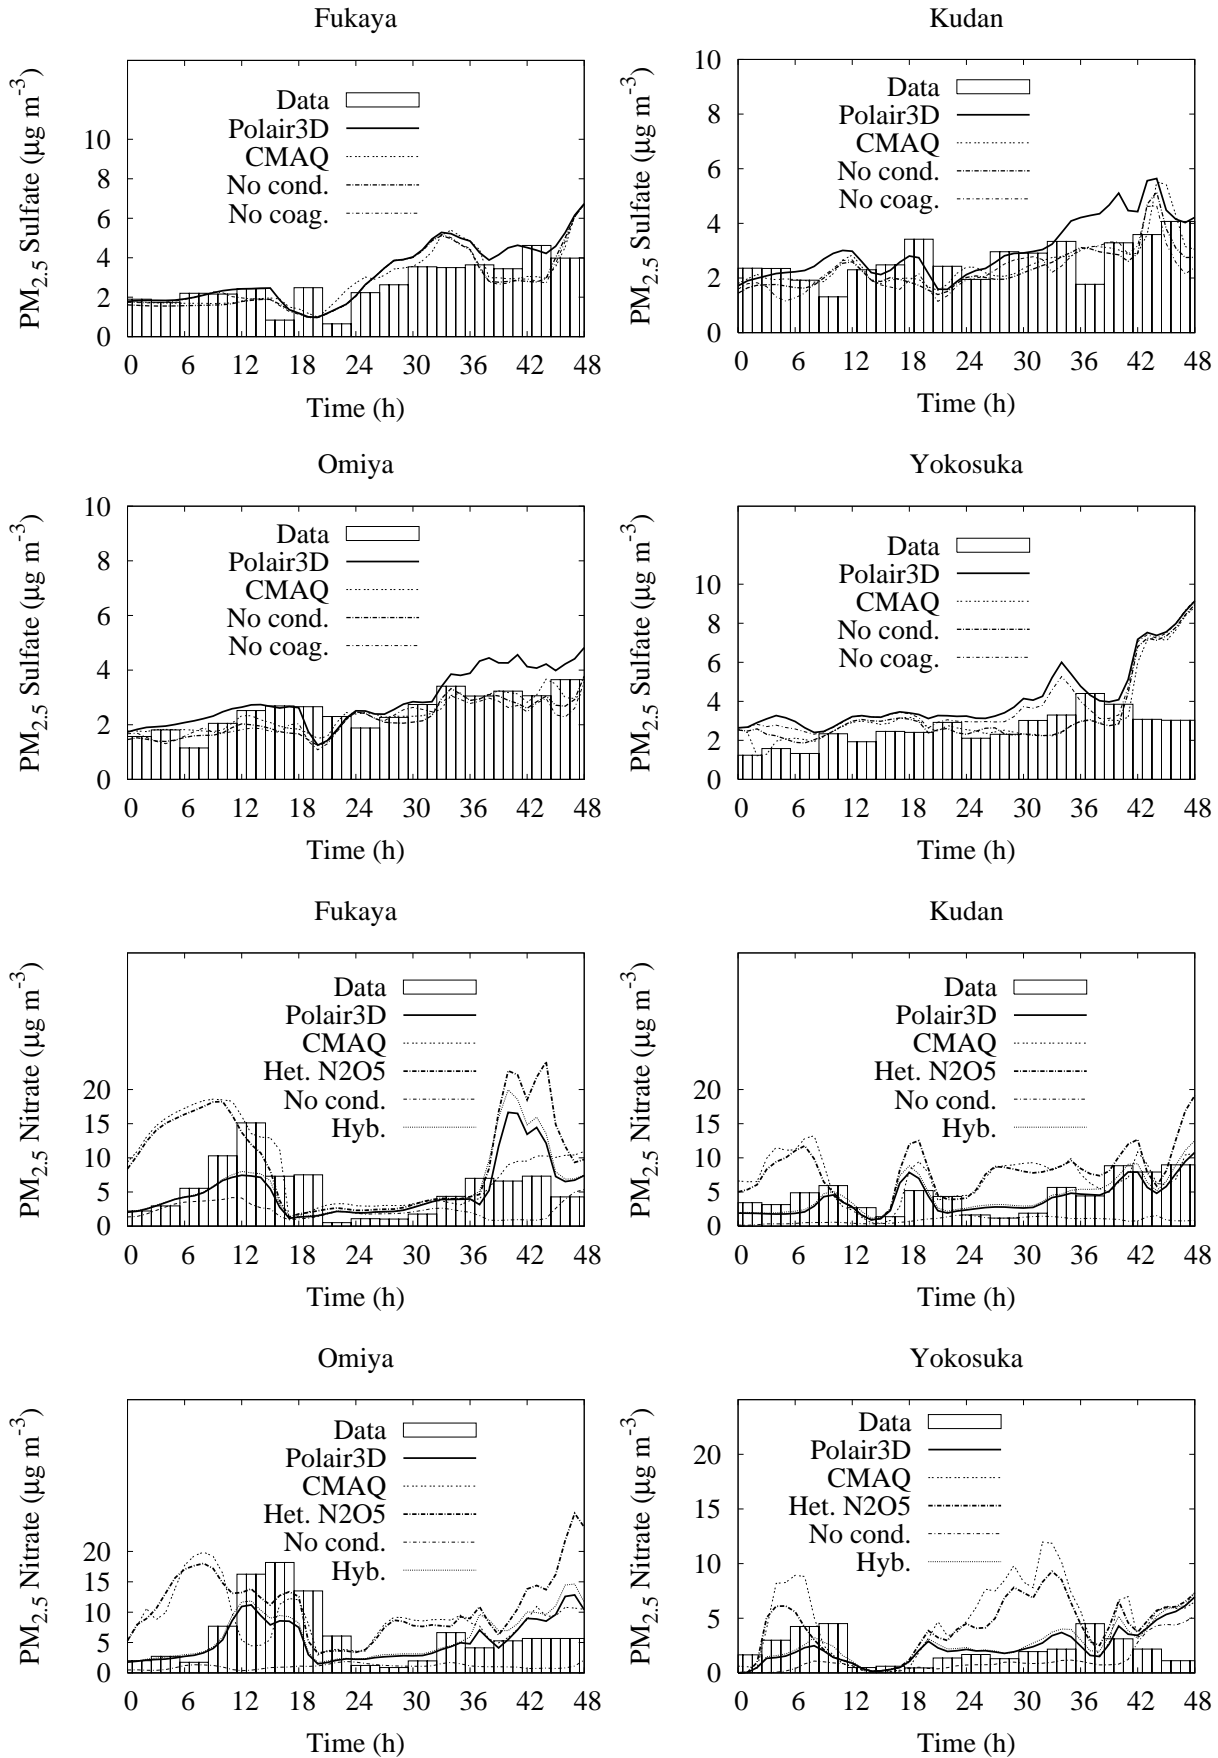 Fukaya
PM2.5 Sulfate (μg m-3)
10
8
6
4
2
0
Data
Polair3D
CMAQ
No cond.
No coag.
0 6 12 18 24 30 36 42 48
Time (h)
Kudan
PM2.5 Sulfate (μg m-3)
10
8
6
4
2
0
Data
Polair3D
CMAQ
No cond.
No coag.
0 6 12 18 24 30 36 42 48
Time (h)
Omiya
PM2.5 Sulfate (μg m-3)
10
8
6
4
2
0
Data
Polair3D
CMAQ
No cond.
No coag.
0 6 12 18 24 30 36 42 48
Time (h)
Yokosuka
PM2.5 Sulfate (μg m-3)
10
8
6
4
2
0
Data
Polair3D
CMAQ
No cond.
No coag.
0 6 12 18 24 30 36 42 48
Time (h)
Fukaya
PM2.5 Nitrate (μg m-3)
20
15
10
5
0
Data
Polair3D
CMAQ
Het. N2O5
No cond.
Hyb.
0 6 12 18 24 30 36 42 48
Time (h)
Kudan
PM2.5 Nitrate (μg m-3)
20
15
10
5
0
Data
Polair3D
CMAQ
Het. N2O5
No cond.
Hyb.
0 6 12 18 24 30 36 42 48
Time (h)
Omiya
PM2.5 Nitrate (μg m-3)
20
15
10
5
0
Data
Polair3D
CMAQ
Het. N2O5
No cond.
Hyb.
0 6 12 18 24 30 36 42 48
Time (h)
Yokosuka
PM2.5 Nitrate (μg m-3)
20
15
10
5
0
Data
Polair3D
CMAQ
Het. N2O5
No cond.
Hyb.
0 6 12 18 24 30 36 42 48
Time (h)